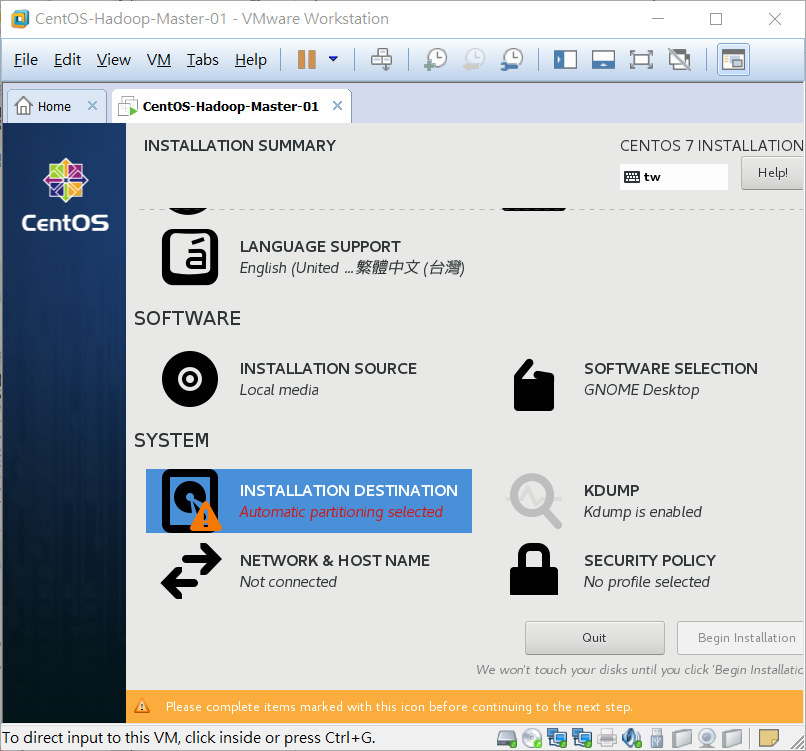 CentOS-Hadoop-Master-01 - VMware Workstation
File Edit View VM Tabs Help
Home CentOS-Hadoop-Master-01
INSTALLATION SUMMARY
CENTOS 7 INSTALLATION
tw
Help!
CentOS
LANGUAGE SUPPORT
English (United ...繁體中文 (台灣)
SOFTWARE
INSTALLATION SOURCE
Local media
SOFTWARE SELECTION
GNOME Desktop
SYSTEM
INSTALLATION DESTINATION
Automatic partitioning selected
KDUMP
Kdump is enabled
NETWORK & HOST NAME
Not connected
SECURITY POLICY
No profile selected
Quit Begin Installation
We won't touch your disks until you click 'Begin Installatic
Please complete items marked with this icon before continuing to the next step.
To direct input to this VM, click inside or press Ctrl+G.